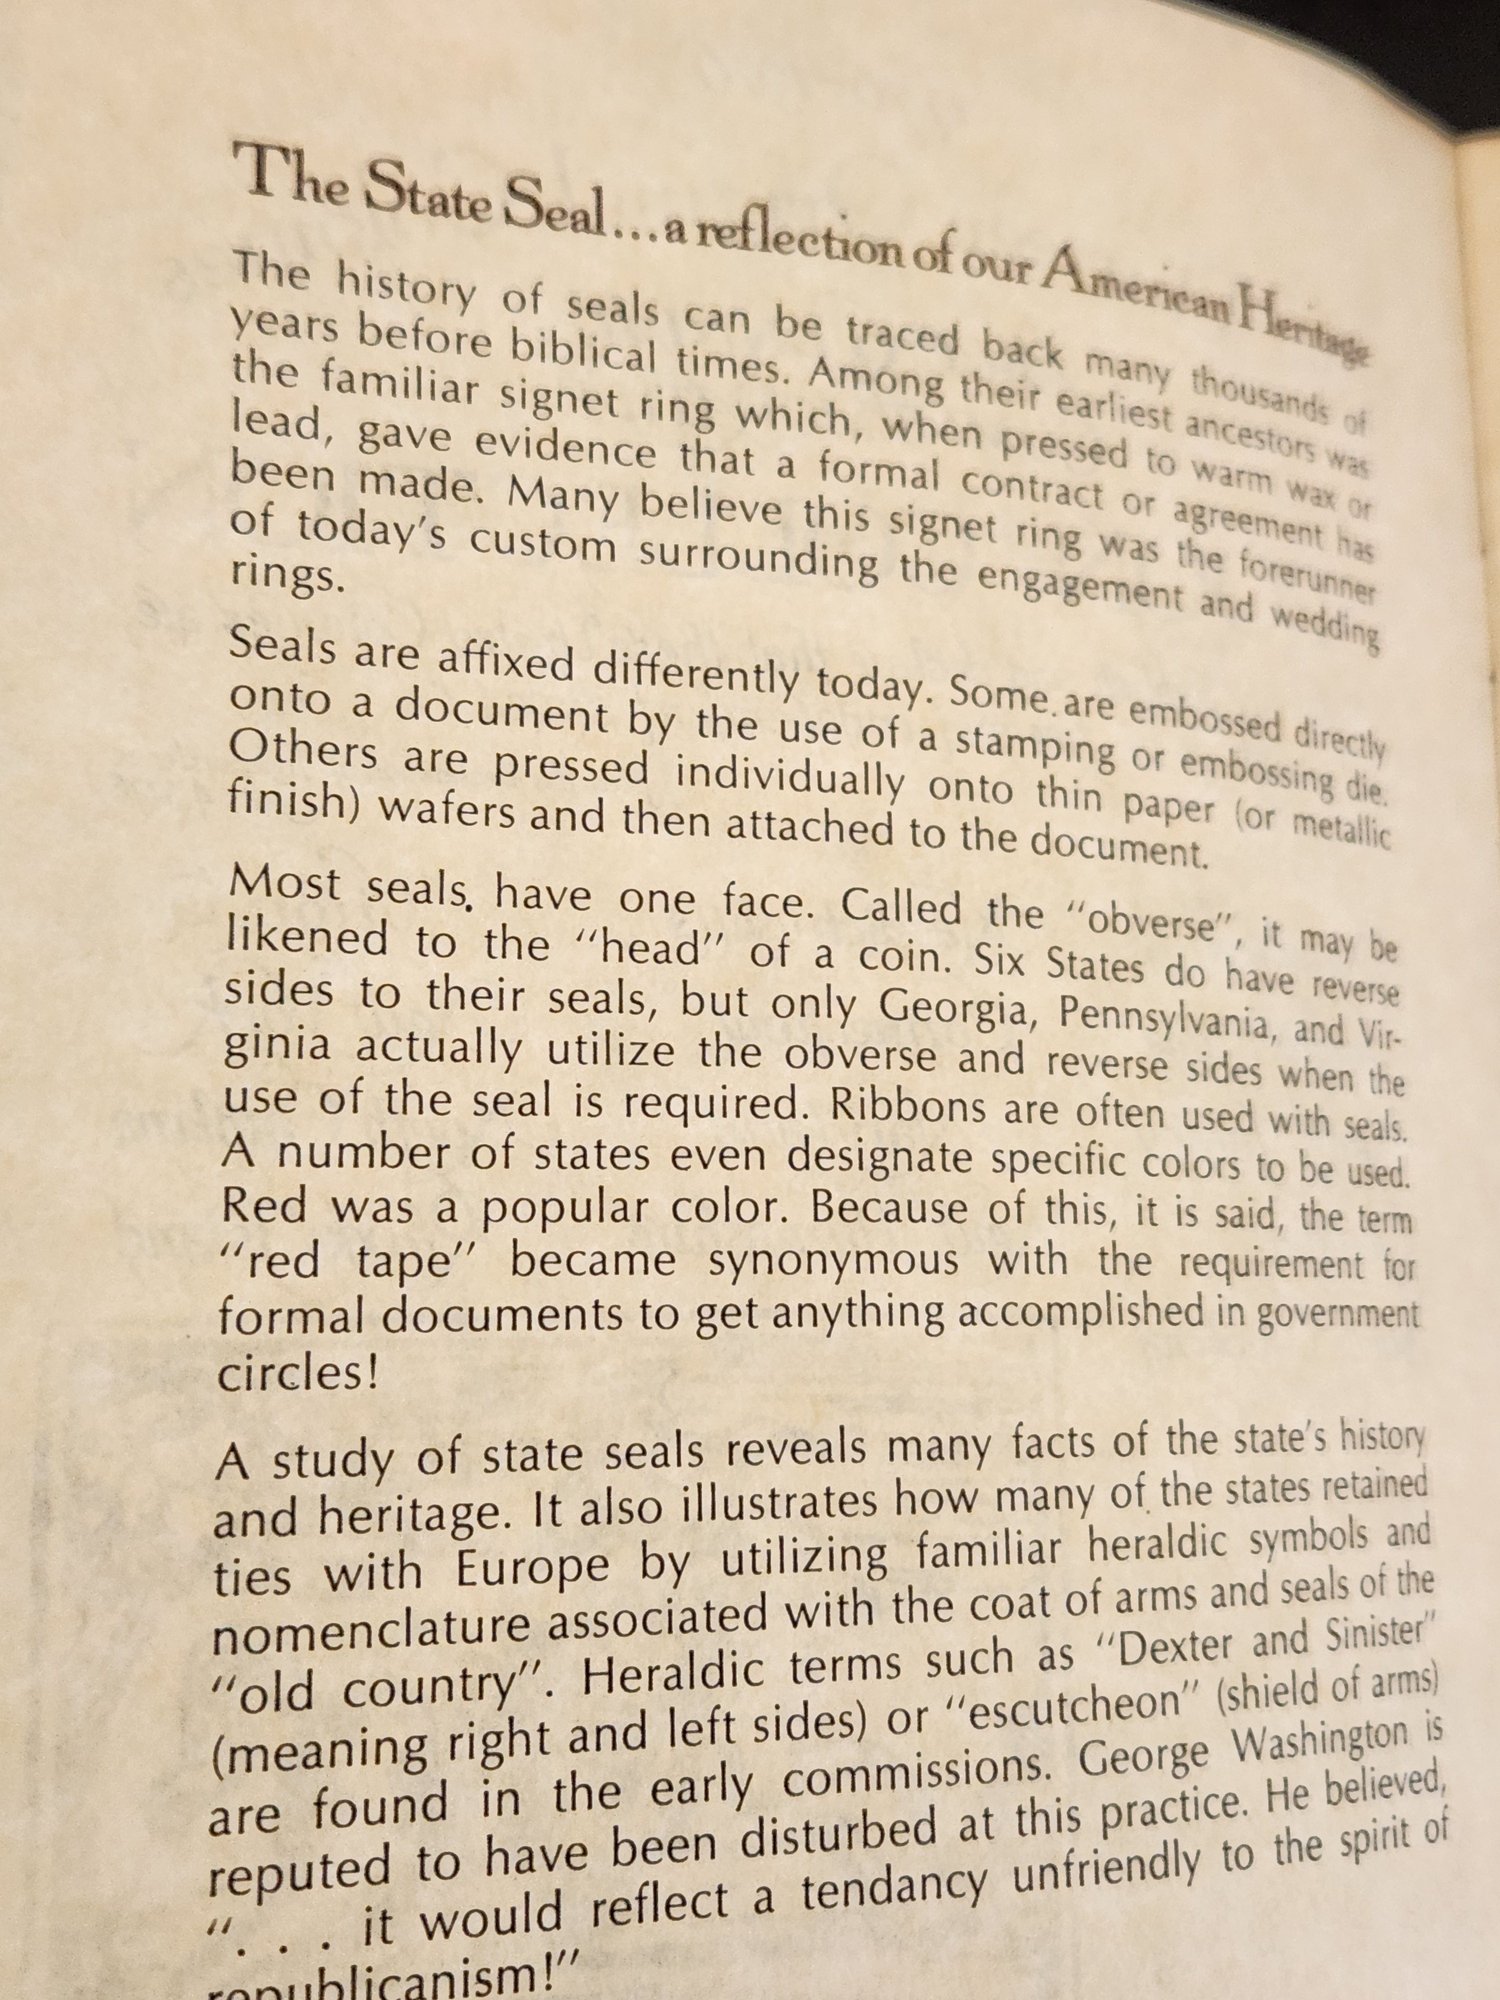 The State Seal...a reflection of our American Heritage
The history of seals can be traced back many thousands of
years before biblical times. Among their earliest ancestors was
the familiar signet ring which, when pressed to warm wax or
lead, gave evidence that a formal contract or agreement has
been made. Many believe this signet ring was the forerunner
of today's custom surrounding the engagement and wedding
rings.
Seals are affixed differently today. Some are embossed directly
onto a document by the use of a stamping or embossing die.
Others are pressed individually onto thin paper (or metallic
finish) wafers and then attached to the document.
Most seals have one face. Called the "obverse", it may be
likened to the "head" of a coin. Six States do have reverse
sides to their seals, but only Georgia, Pennsylvania, and Vir-
ginia actually utilize the obverse and reverse sides when the
use of the seal is required. Ribbons are often used with seals.
A number of states even designate specific colors to be used.
Red was a popular color. Because of this, it is said, the term
"red tape" became synonymous with the requirement for
formal documents to get anything accomplished in government
circles!
A study of state seals reveals many facts of the state's history
and heritage. It also illustrates how many of the states retained
ties with Europe by utilizing familiar heraldic symbols and
nomenclature associated with the coat of arms and seals of the
"old country". Heraldic terms such as "Dexter and Sinister"
(meaning right and left sides) or "escutcheon" (shield of arms)
are found in the early commissions. George Washington is
reputed to have been disturbed at this practice. He believed,
". . . it would reflect a tendancy unfriendly to the spirit of
republicanism!"